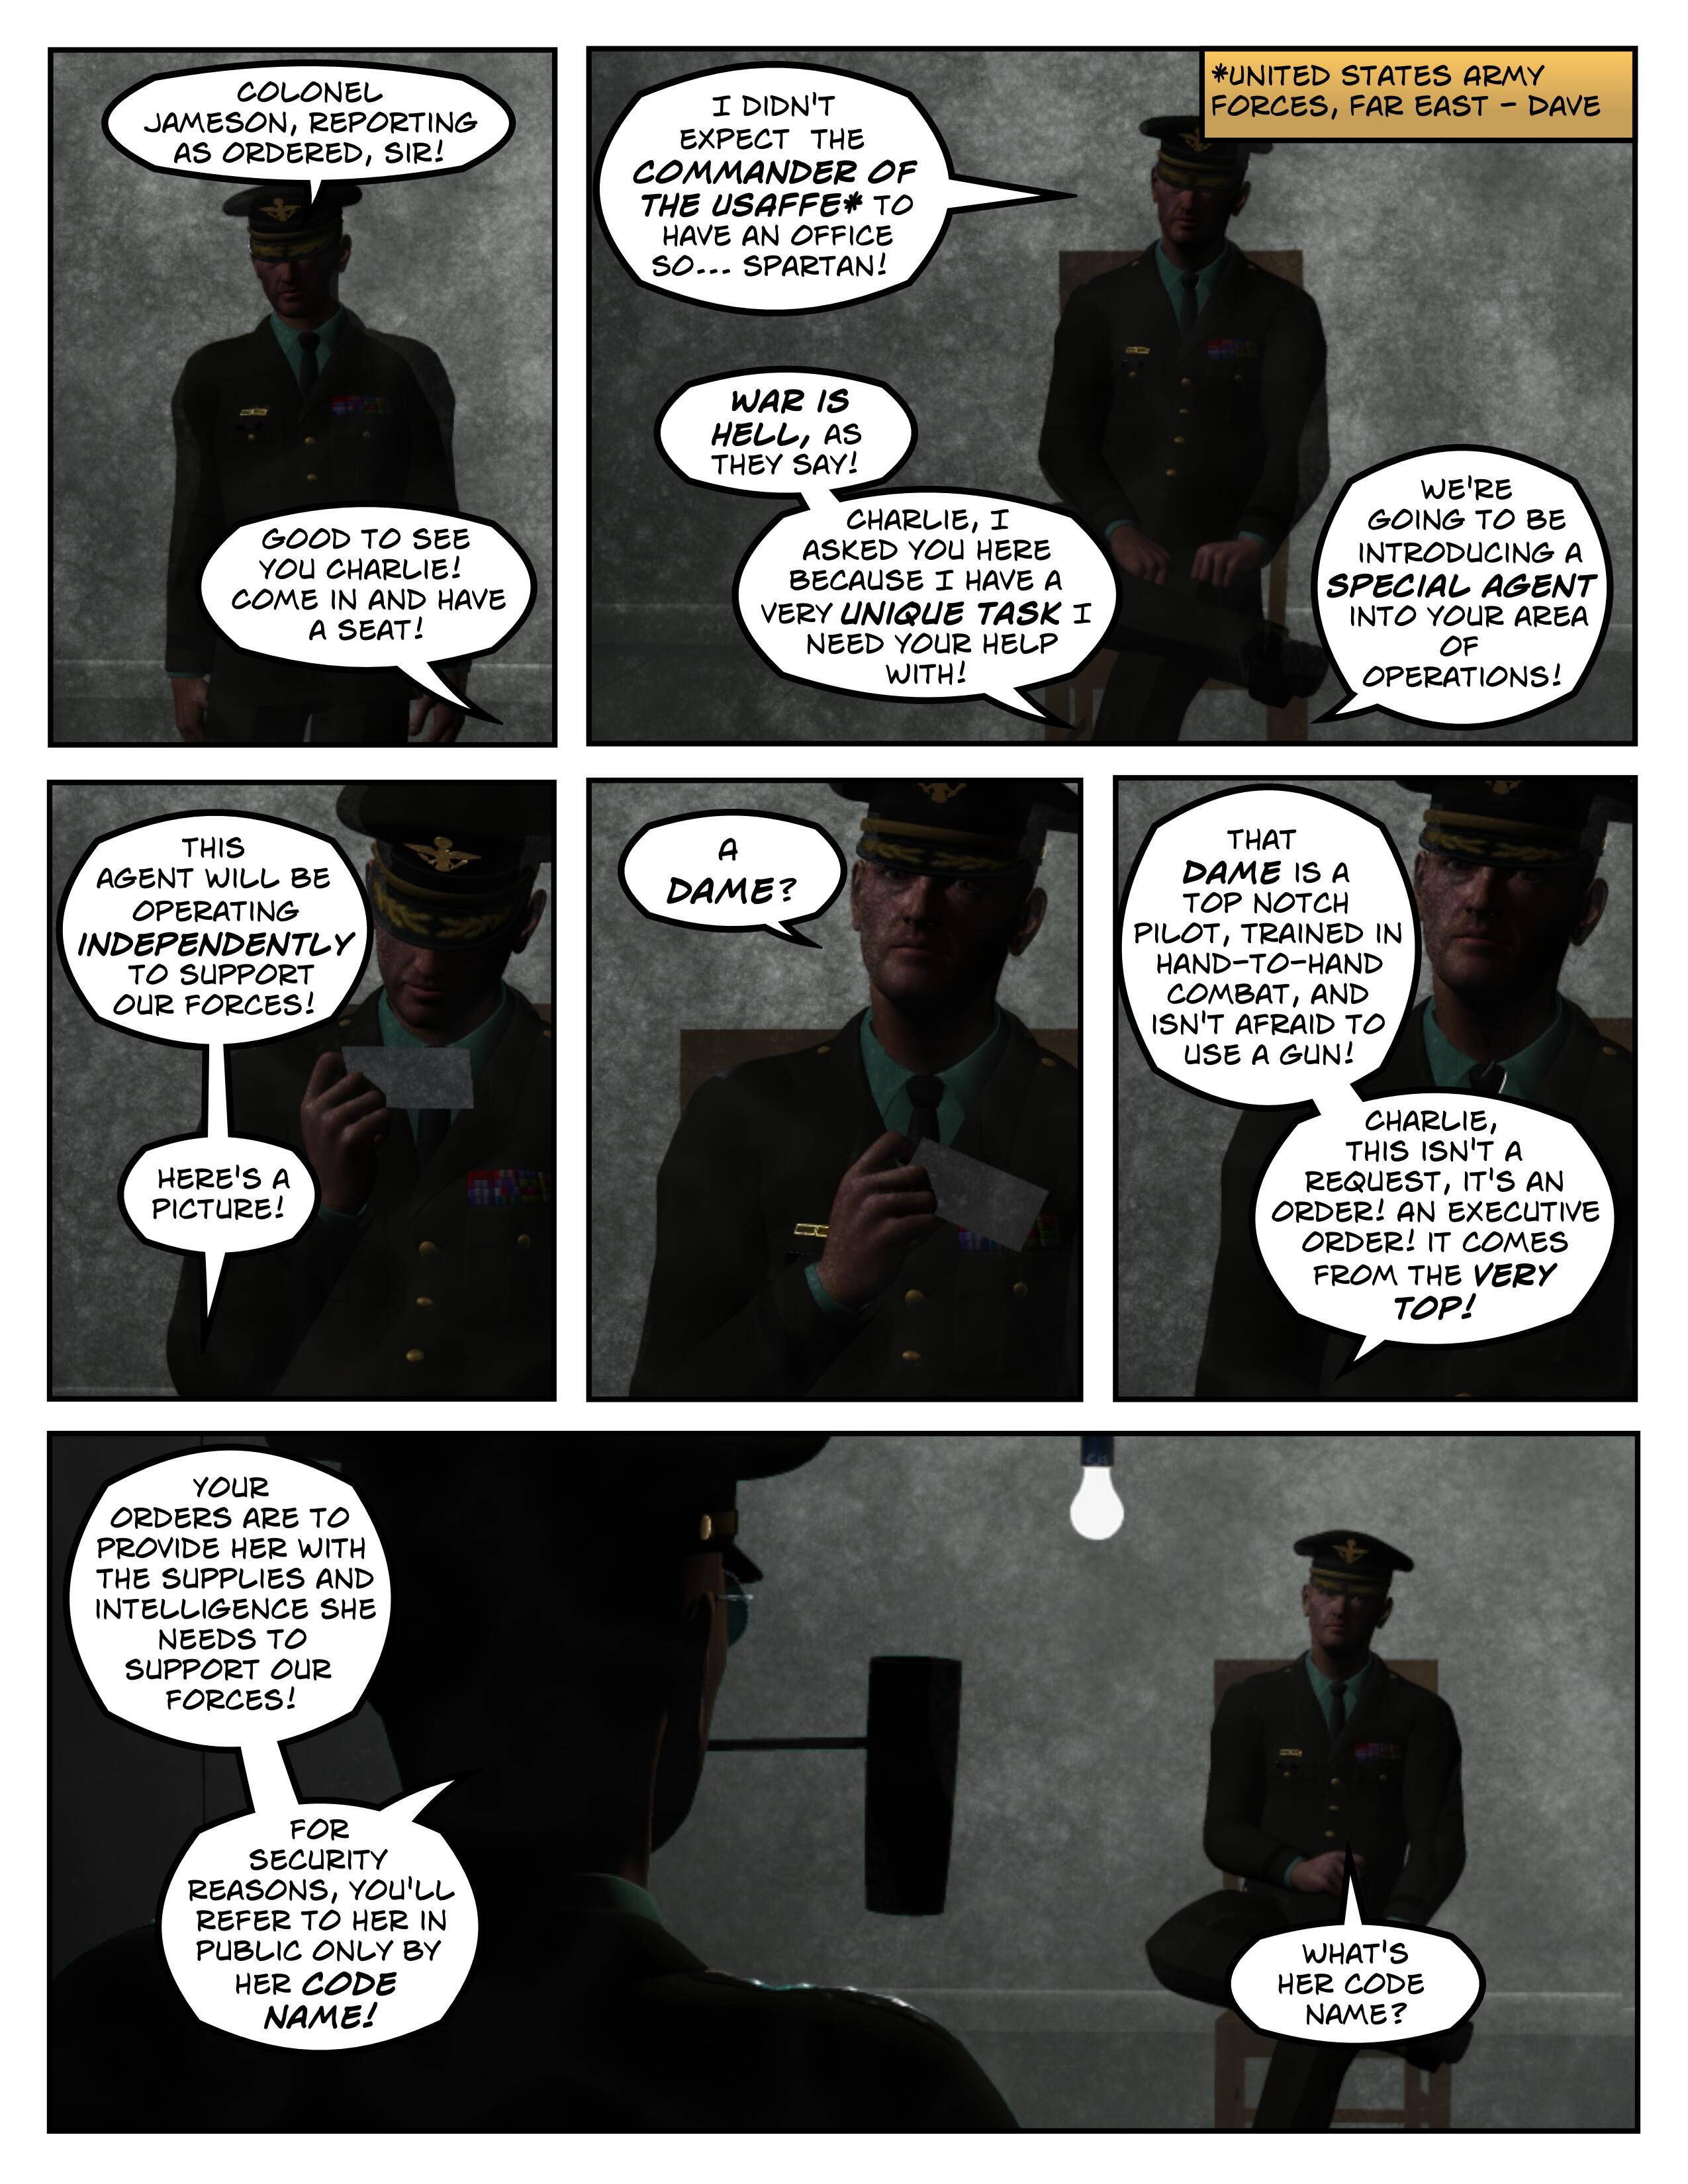 COLONEL
JAMESON, REPORTING
AS ORDERED, SIR!
GOOD TO SEE
YOU CHARLIE!
COME IN AND HAVE
A SEAT!
I DIDN'T
EXPECT THE
COMMANDER OF
THE USAFFE* TO
HAVE AN OFFICE
SO... SPARTAN!
*UNITED STATES ARMY
FORCES, FAR EAST - DAVE
WAR IS
HELL, AS
THEY SAY!
CHARLIE, I
ASKED YOU HERE
BECAUSE I HAVE A
VERY UNIQUE TASK I
NEED YOUR HELP
WITH!
WE'RE
GOING TO BE
INTRODUCING A
SPECIAL AGENT
INTO YOUR AREA
OF
OPERATIONS!
THIS
AGENT WILL BE
OPERATING
INDEPENDENTLY
TO SUPPORT
OUR FORCES!
HERE'S A
PICTURE!
A
DAME?
THAT
DAME IS A
TOP NOTCH
PILOT, TRAINED IN
HAND-TO-HAND
COMBAT, AND
ISN'T AFRAID TO
USE A GUN!
CHARLIE,
THIS ISN'T A
REQUEST, IT'S AN
ORDER! AN EXECUTIVE
ORDER! IT COMES
FROM THE VERY
TOP!
YOUR
ORDERS ARE TO
PROVIDE HER WITH
THE SUPPLIES AND
INTELLIGENCE SHE
NEEDS TO
SUPPORT OUR
FORCES!
FOR
SECURITY
REASONS, YOU'LL
REFER TO HER IN
PUBLIC ONLY BY
HER CODE
NAME!
WHAT'S
HER CODE
NAME?